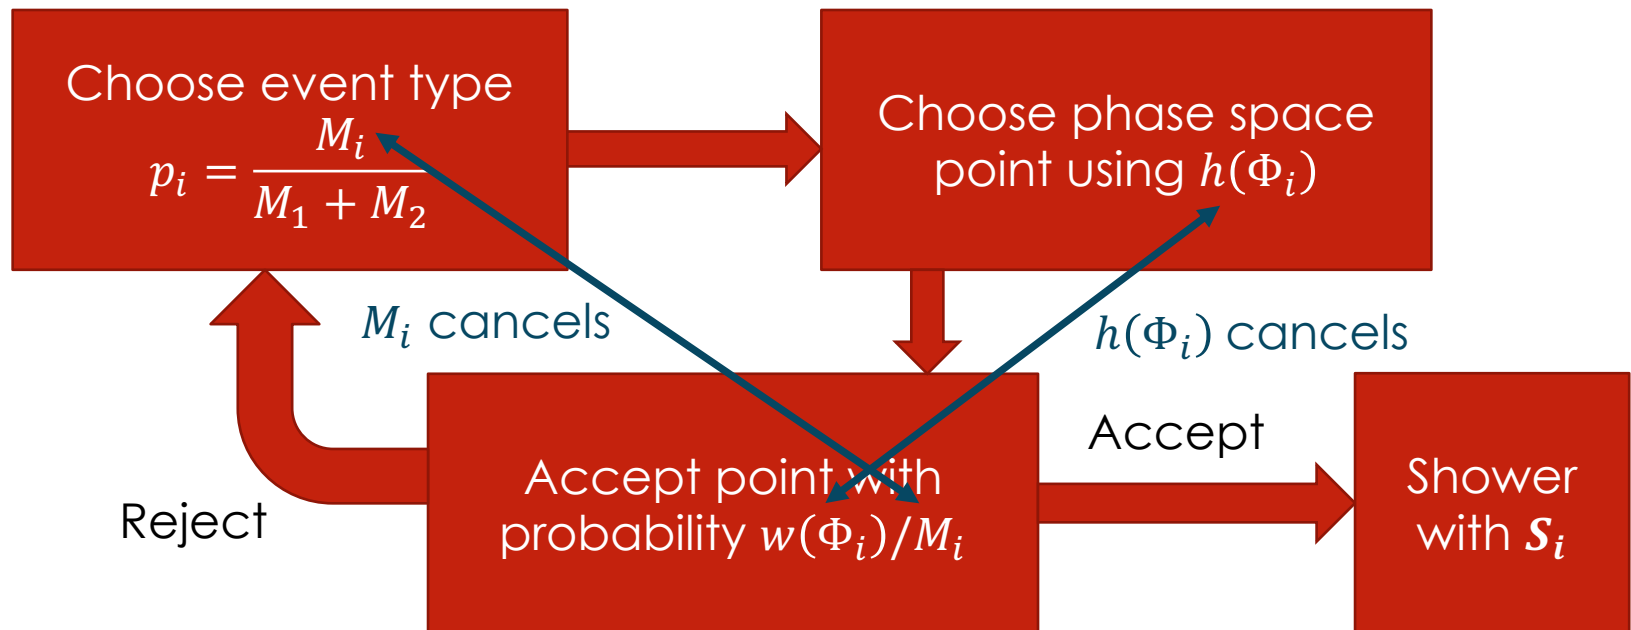 Choose event type
p_i = M_i / (M_1 + M_2)
Choose phase space
point using h(Φ_i)
M_i cancels
h(Φ_i) cancels
Accept point with
probability w(Φ_i)/M_i
Accept
Reject
Shower
with S_i